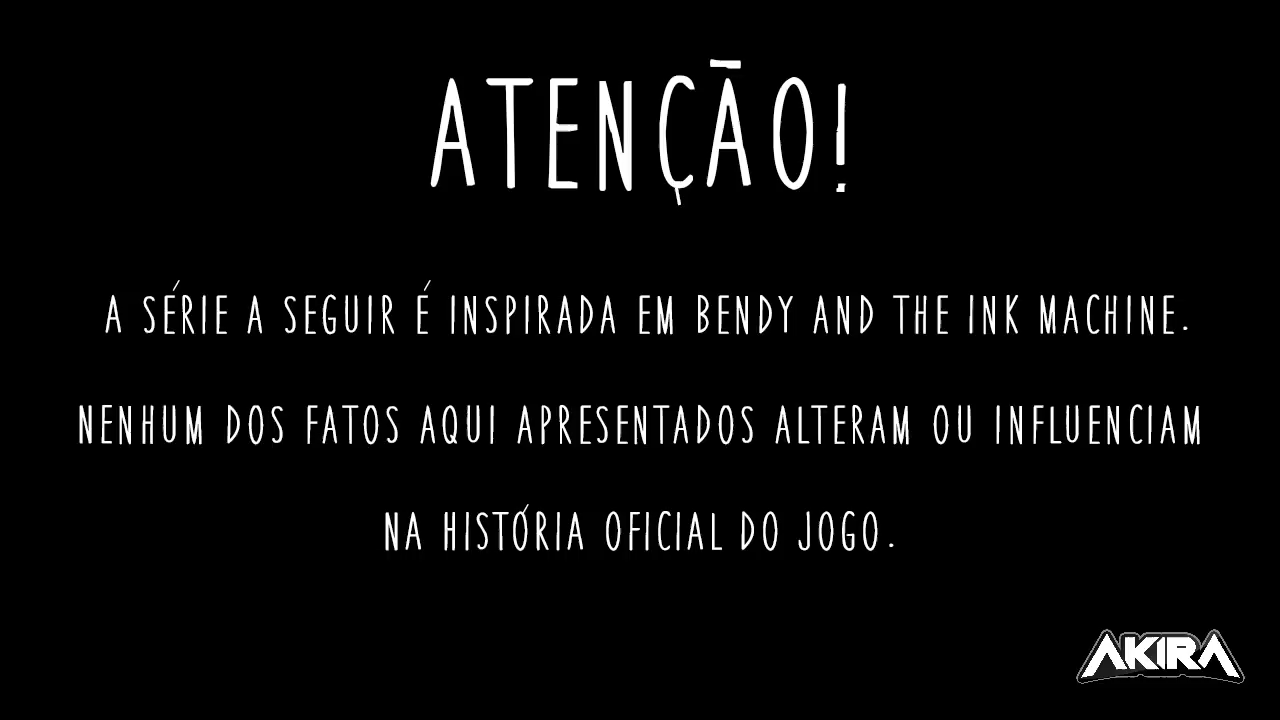 ATENÇÃO!
A SÉRIE A SEGUIR É INSPIRADA EM BENDY AND THE INK MACHINE.
NENHUM DOS FATOS AQUI APRESENTADOS ALTERAM OU INFLUENCIAM
NA HISTÓRIA OFICIAL DO JOGO.
AKIRA